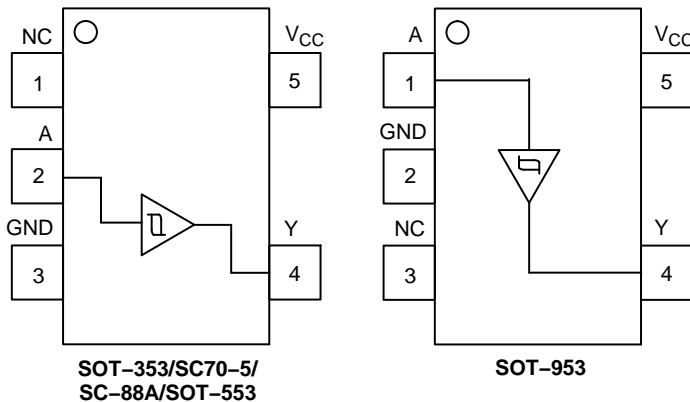 NC
V_CC
1
5
A
2
GND
Y
3
4
SOT–353/SC70–5/
SC–88A/SOT–553
A
V_CC
1
5
GND
2
NC
Y
3
4
SOT–953